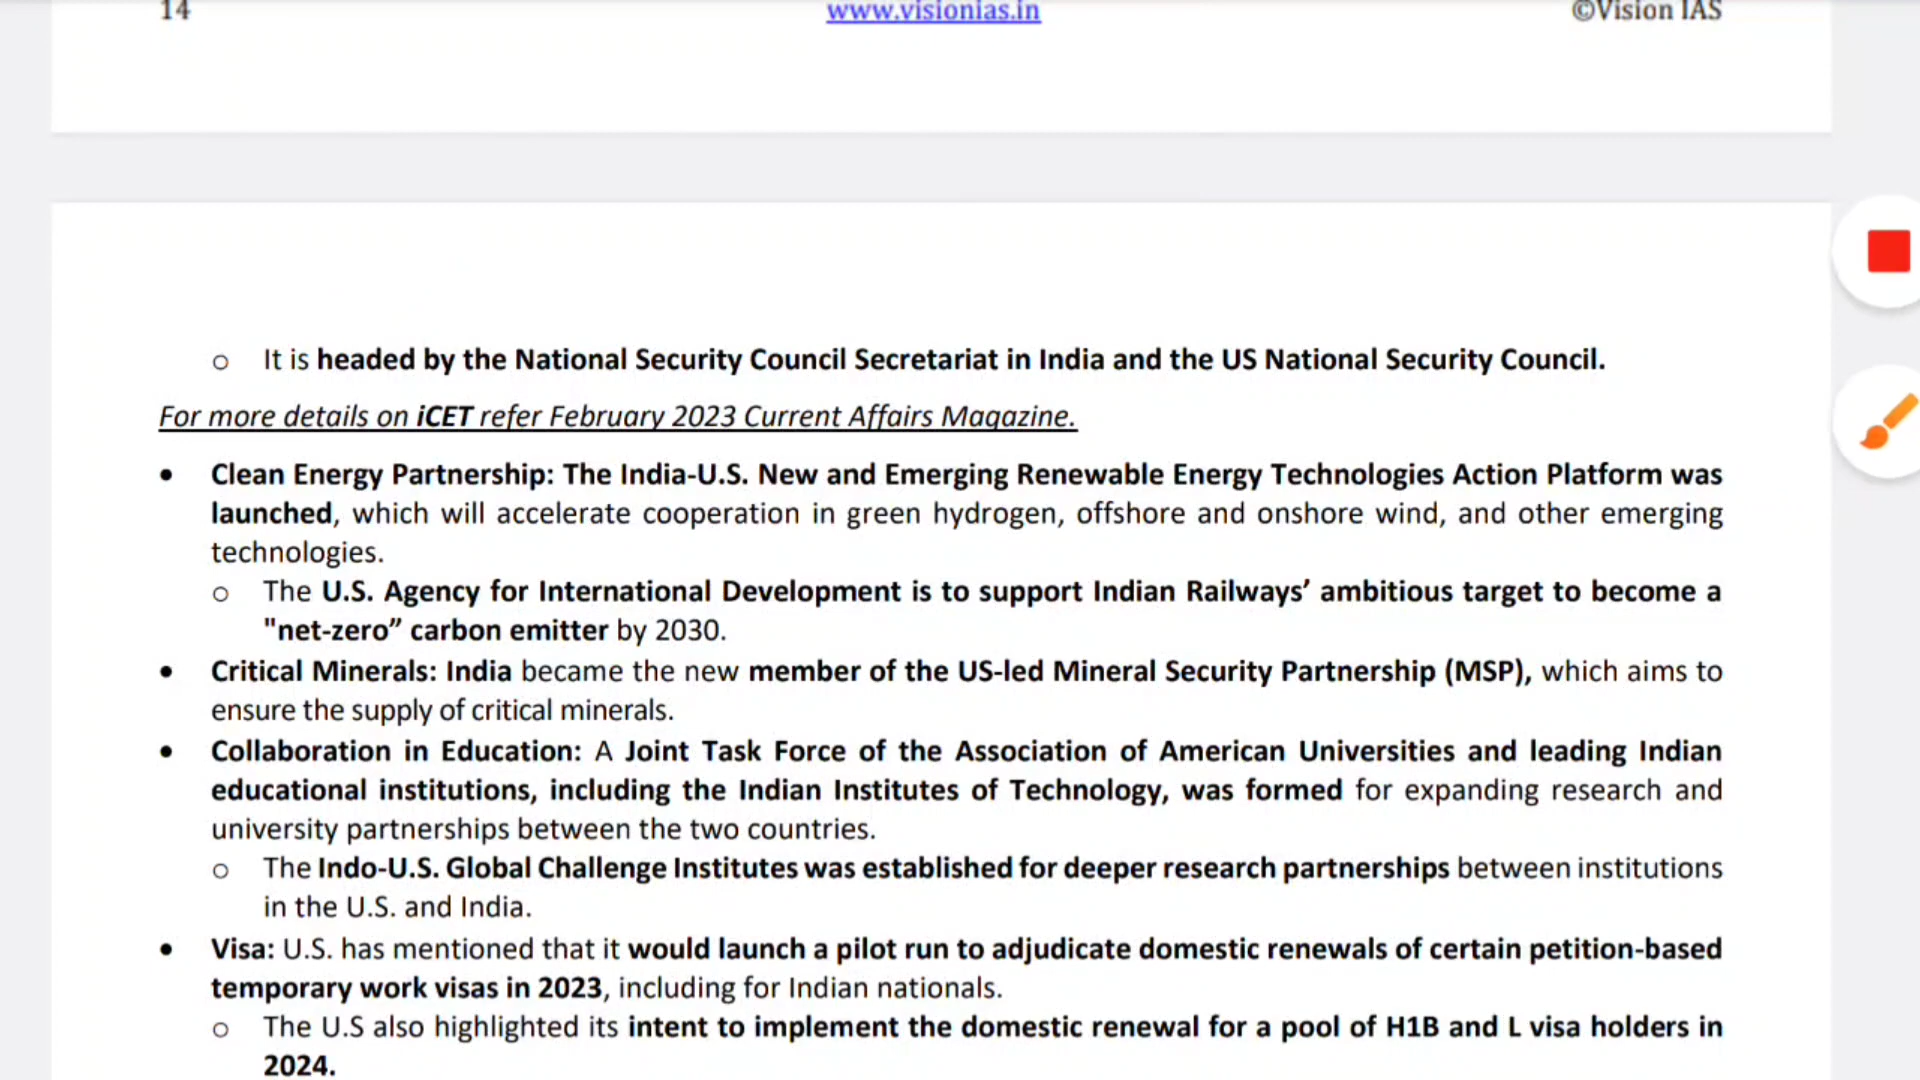 14 www.visionias.in ©Vision IAS
o It is headed by the National Security Council Secretariat in India and the US National Security Council.
For more details on iCET refer February 2023 Current Affairs Magazine.
• Clean Energy Partnership: The India-U.S. New and Emerging Renewable Energy Technologies Action Platform was
launched, which will accelerate cooperation in green hydrogen, offshore and onshore wind, and other emerging
technologies.
o The U.S. Agency for International Development is to support Indian Railways’ ambitious target to become a
"net-zero” carbon emitter by 2030.
• Critical Minerals: India became the new member of the US-led Mineral Security Partnership (MSP), which aims to
ensure the supply of critical minerals.
• Collaboration in Education: A Joint Task Force of the Association of American Universities and leading Indian
educational institutions, including the Indian Institutes of Technology, was formed for expanding research and
university partnerships between the two countries.
o The Indo-U.S. Global Challenge Institutes was established for deeper research partnerships between institutions
in the U.S. and India.
• Visa: U.S. has mentioned that it would launch a pilot run to adjudicate domestic renewals of certain petition-based
temporary work visas in 2023, including for Indian nationals.
o The U.S also highlighted its intent to implement the domestic renewal for a pool of H1B and L visa holders in
2024.